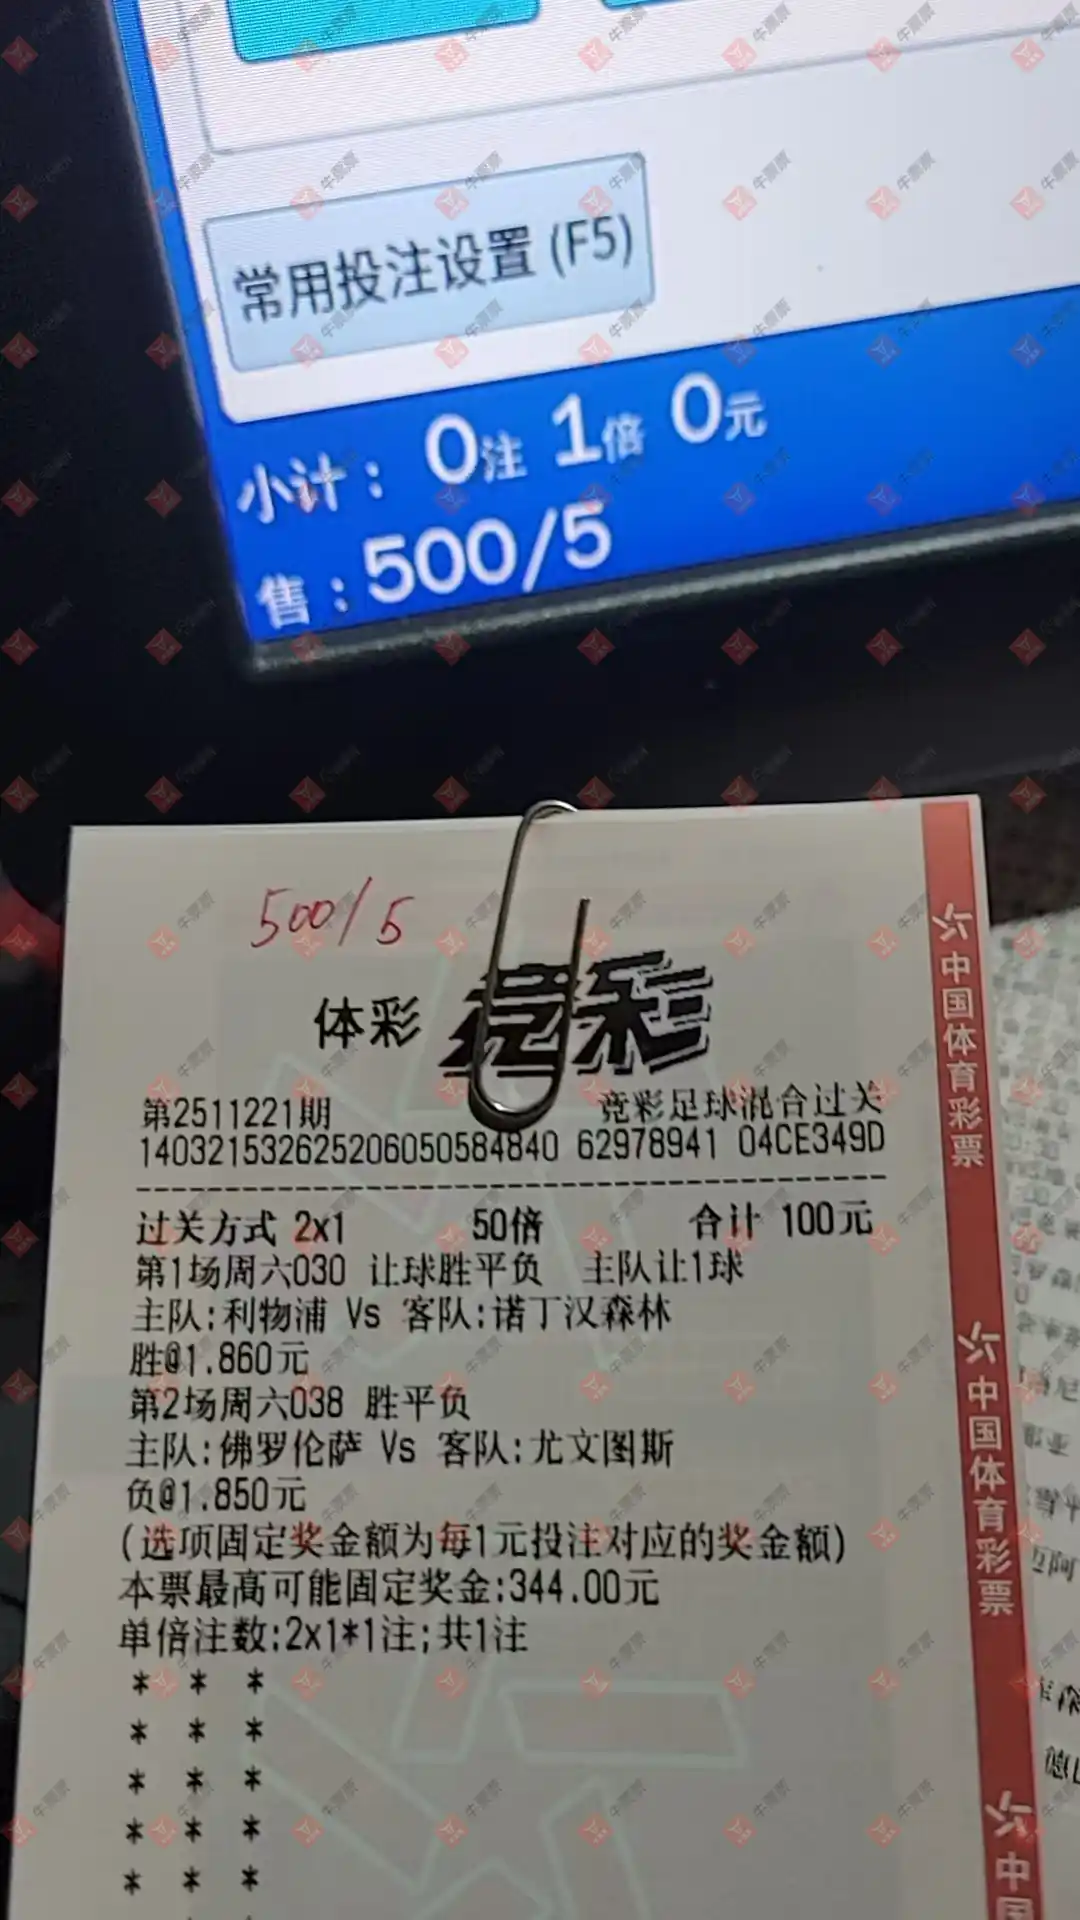 常用投注设置 (F5)
小计： 0注 1倍 0元
售：500/5
500/5
体彩 竞彩
第2511221期 竞彩足球混合过关
140321532625206050584840 62978941 04CE349D
过关方式 2x1 50倍 合计 100元
第1场周六030 让球胜平负 主队让1球
主队:利物浦 Vs 客队:诺丁汉森林
胜@1.860元
第2场周六038 胜平负
主队:佛罗伦萨 Vs 客队:尤文图斯
负@1.850元
(选项固定奖金额为每1元投注对应的奖金额)
本票最高可能固定奖金:344.00元
单倍注数:2x1*1注;共1注
* * *
* * *
* * *
* * *
* * *
中国体育彩票
中国体育彩票
中国
牛票票